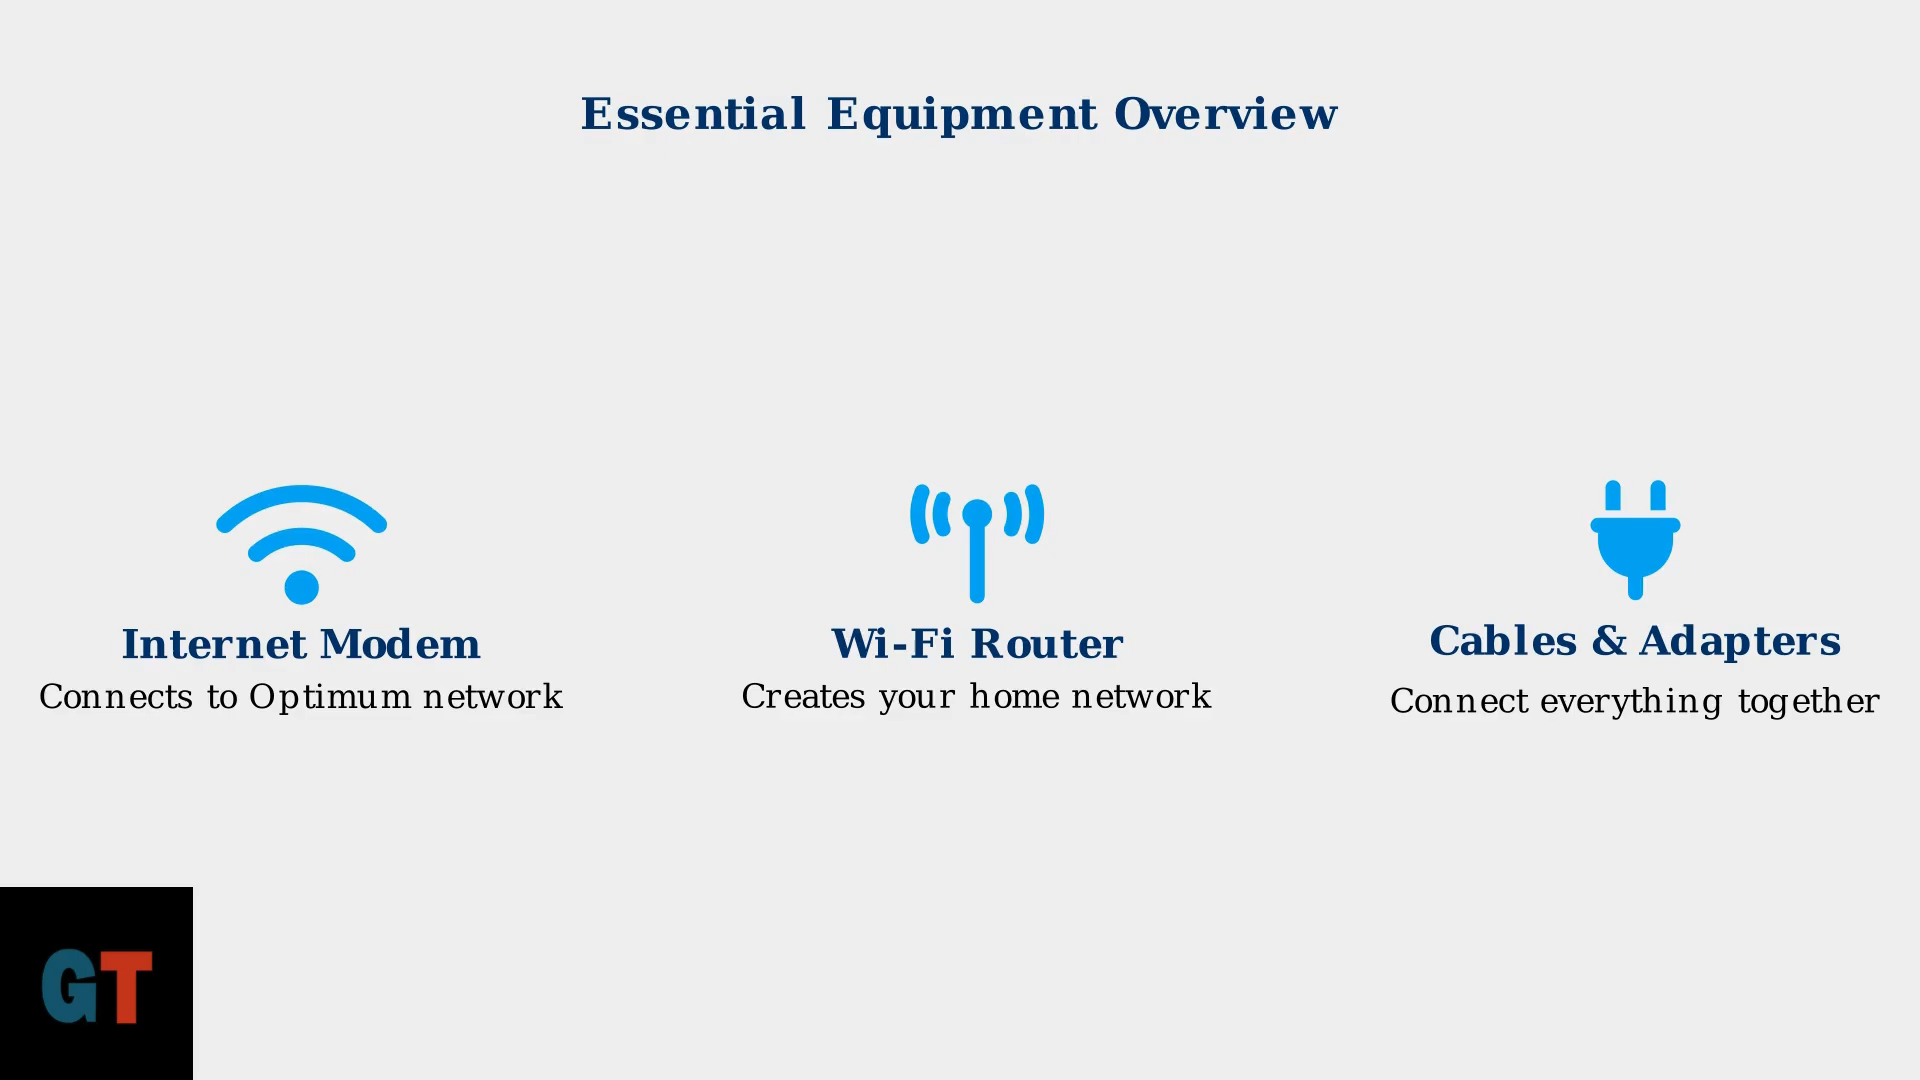 Essential Equipment Overview
Internet Modem
Connects to Optimum network
Wi-Fi Router
Creates your home network
Cables & Adapters
Connect everything together
GT